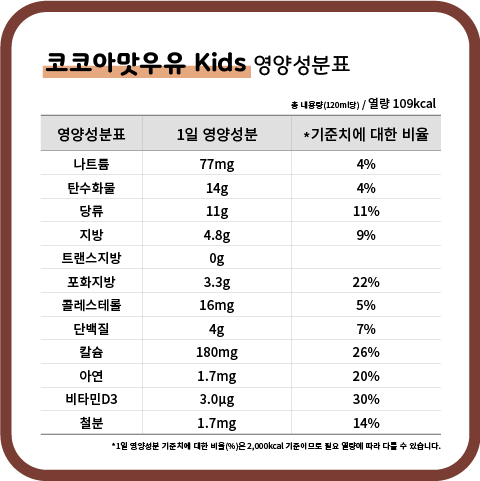 코코아맛우유 Kids 영양성분표
총 내용량(120ml당) / 열량 109kcal
영양성분표 1일 영양성분 *기준치에 대한 비율
나트륨 77mg 4%
탄수화물 14g 4%
당류 11g 11%
지방 4.8g 9%
트랜스지방 0g
포화지방 3.3g 22%
콜레스테롤 16mg 5%
단백질 4g 7%
칼슘 180mg 26%
아연 1.7mg 20%
비타민D3 3.0μg 30%
철분 1.7mg 14%
*1일 영양성분 기준치에 대한 비율(%)은 2,000kcal 기준이므로 필요 열량에 따라 다를 수 있습니다.